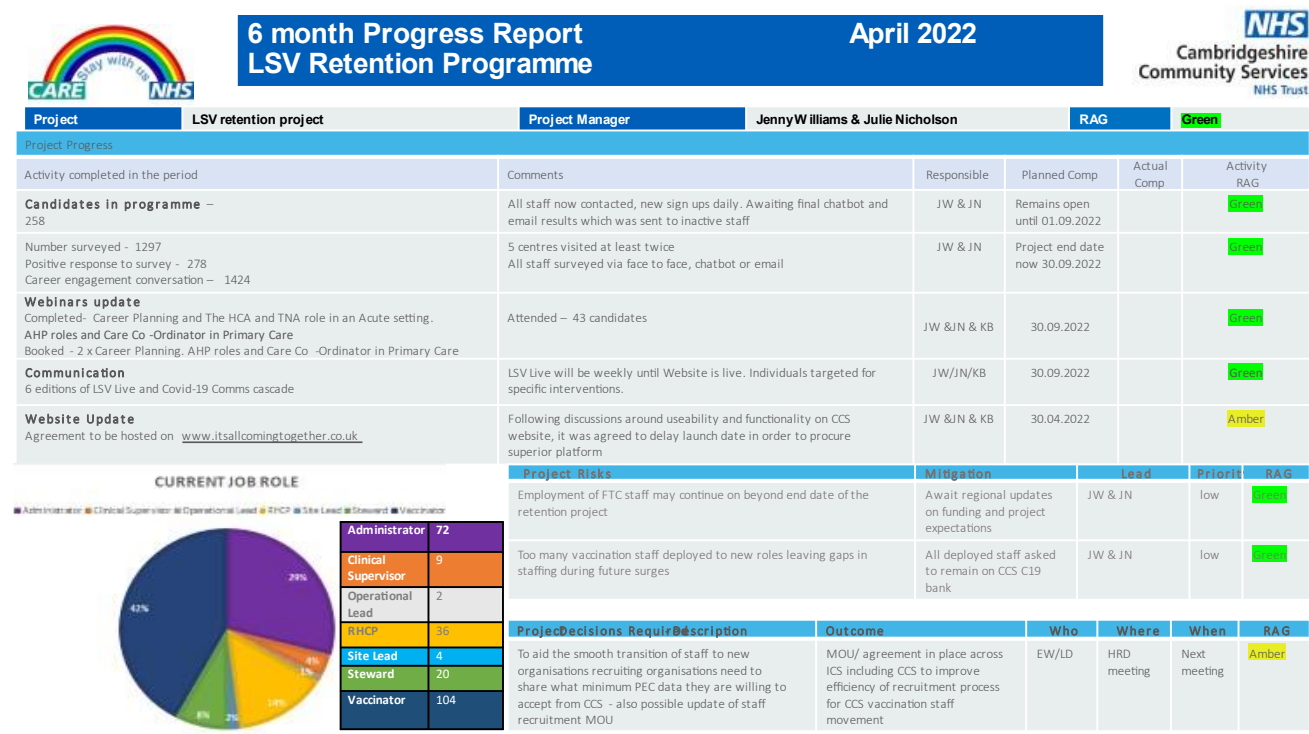 6 month Progress Report April 2022
LSV Retention Programme
Stay with us
CARE NHS
NHS
Cambridgeshire
Community Services
NHS Trust
Project LSV retention project Project Manager Jenny Williams & Julie Nicholson RAG Green
Project Progress
Activity completed in the period Comments Responsible Planned Comp Actual Comp Activity RAG
Candidates in programme –
258
All staff now contacted, new sign ups daily. Awaiting final chatbot and
email results which was sent to inactive staff
JW & JN
Remains open
until 01.09.2022
Green
Number surveyed - 1297
Positive response to survey - 278
Career engagement conversation – 1424
5 centres visited at least twice
All staff surveyed via face to face, chatbot or email
JW & JN
Project end date
now 30.09.2022
Green
Webinars update
Completed- Career Planning and The HCA and TNA role in an Acute setting.
AHP roles and Care Co -Ordinator in Primary Care
Booked - 2 x Career Planning. AHP roles and Care Co -Ordinator in Primary Care
Attended – 43 candidates
JW &JN & KB
30.09.2022
Green
Communication
6 editions of LSV Live and Covid-19 Comms cascade
LSV Live will be weekly until Website is live. Individuals targeted for
specific interventions.
JW/JN/KB
30.09.2022
Green
Website Update
Agreement to be hosted on www.itsallcomingtogether.co.uk
Following discussions around useability and functionality on CCS
website, it was agreed to delay launch date in order to procure
superior platform
JW &JN & KB
30.04.2022
Amber
CURRENT JOB ROLE
Administrator Clinical Supervisor Operational Lead RHCP Site Lead Steward Vaccinator
29%
4%
1%
14%
2%
8%
42%
Administrator 72
Clinical
Supervisor
9
Operational
Lead
2
RHCP 36
Site Lead 4
Steward 20
Vaccinator 104
Project Risks Mitigation Lead Priorit RAG
Employment of FTC staff may continue on beyond end date of the
retention project
Await regional updates
on funding and project
expectations
JW & JN
low
Green
Too many vaccination staff deployed to new roles leaving gaps in
staffing during future surges
All deployed staff asked
to remain on CCS C19
bank
JW & JN
low
Green
Project Decisions Required Description Outcome Who Where When RAG
To aid the smooth transition of staff to new
organisations recruiting organisations need to
share what minimum PEC data they are willing to
accept from CCS - also possible update of staff
recruitment MOU
MOU/ agreement in place across
ICS including CCS to improve
efficiency of recruitment process
for CCS vaccination staff
movement
EW/LD
HRD
meeting
Next
meeting
Amber